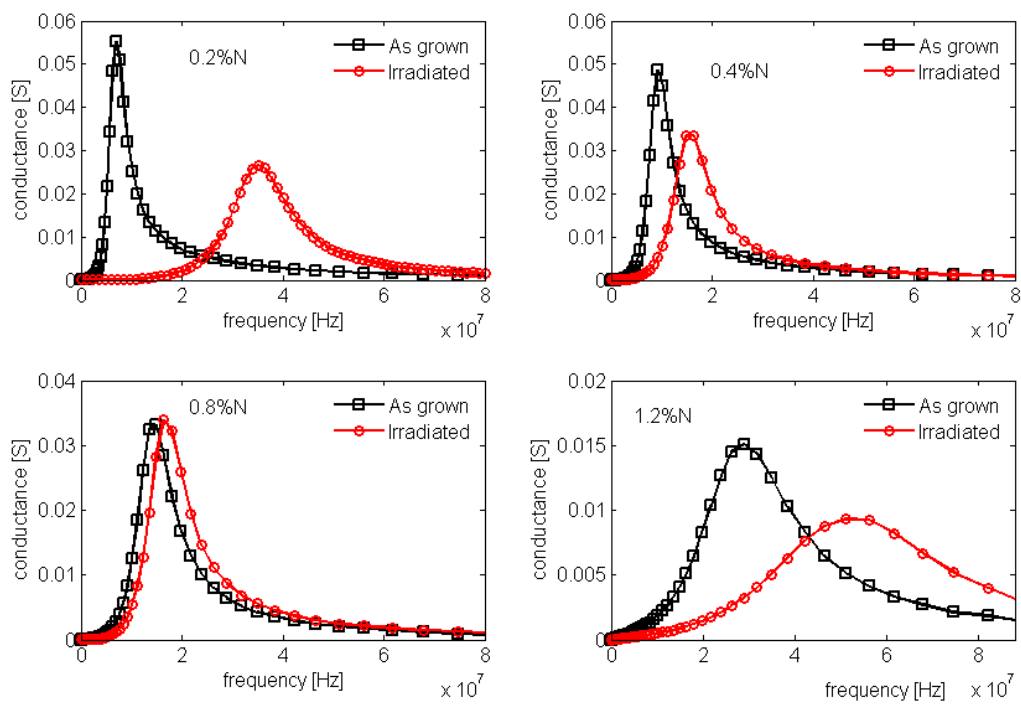 0.06
0.05
0.04
0.03
0.02
0.01
0
conductance [S]
0.2%N
As grown
Irradiated
0 2 4 6 8
frequency [Hz]
x 10^7
0.06
0.05
0.04
0.03
0.02
0.01
0
conductance [S]
0.4%N
As grown
Irradiated
0 2 4 6 8
frequency [Hz]
x 10^7
0.04
0.03
0.02
0.01
0
conductance [S]
0.8%N
As grown
Irradiated
0 2 4 6 8
frequency [Hz]
x 10^7
0.02
0.015
0.01
0.005
0
conductance [S]
1.2%N
As grown
Irradiated
0 2 4 6 8
frequency [Hz]
x 10^7